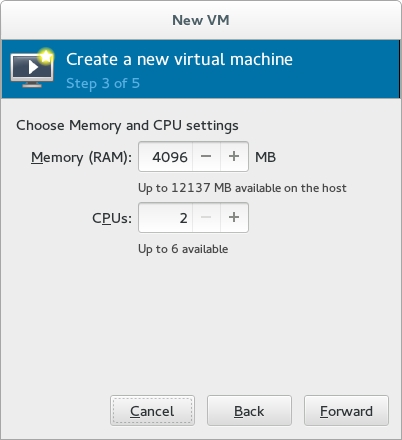 New VM
Create a new virtual machine
Step 3 of 5
Choose Memory and CPU settings
Memory (RAM): 4096 − + MB
Up to 12137 MB available on the host
CPUs: 2 − +
Up to 6 available
Cancel Back Forward